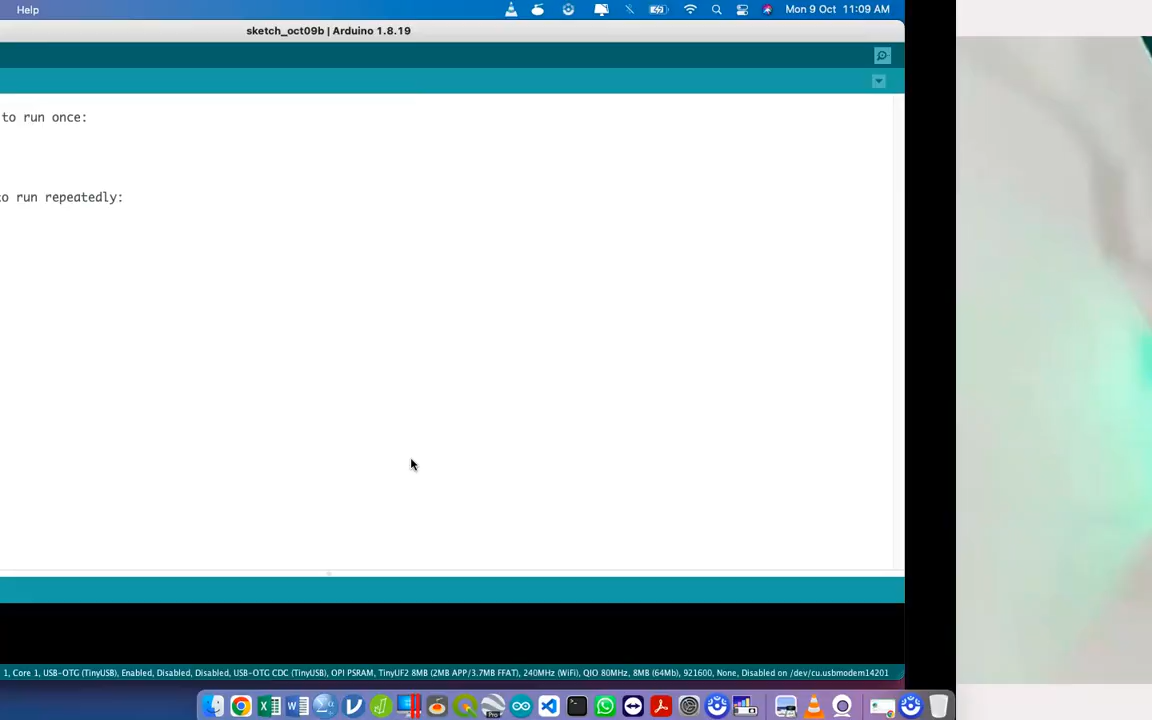 Help
Mon 9 Oct 11:09 AM
sketch_oct09b | Arduino 1.8.19
to run once:
to run repeatedly:
1, Core 1, USB-OTG (TinyUSB), Enabled, Disabled, Disabled, USB-OTG CDC (TinyUSB), OPI PSRAM, TinyUF2 8MB (2MB APP/3.7MB FFAT), 240MHz (WiFi), QIO 80MHz, 8MB (64Mb), 921600, None, Disabled on /dev/cu.usbmodem14201
Pro